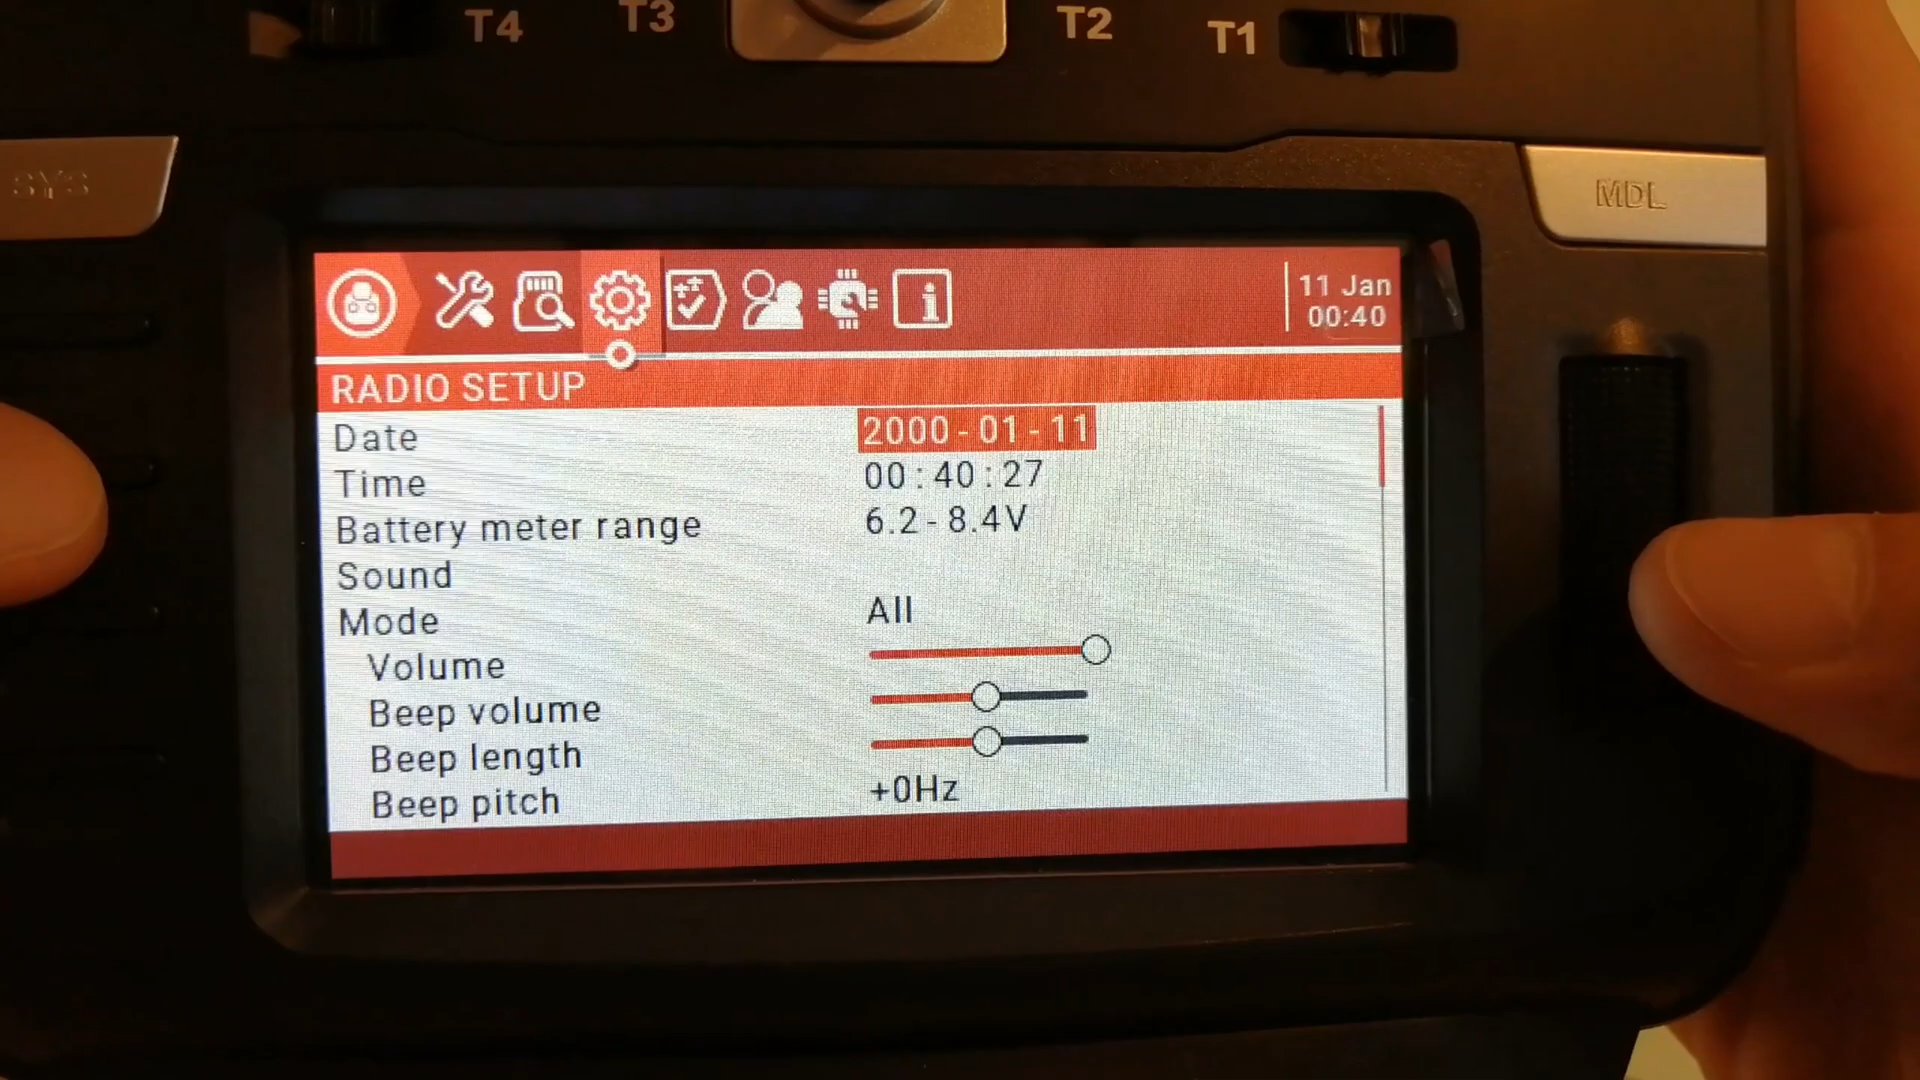 T4 T3 T2 T1
SYS
MDL
11 Jan
00:40
RADIO SETUP
Date 2000-01-11
Time 00:40:27
Battery meter range 6.2-8.4V
Sound
Mode All
Volume
Beep volume
Beep length
Beep pitch +0Hz